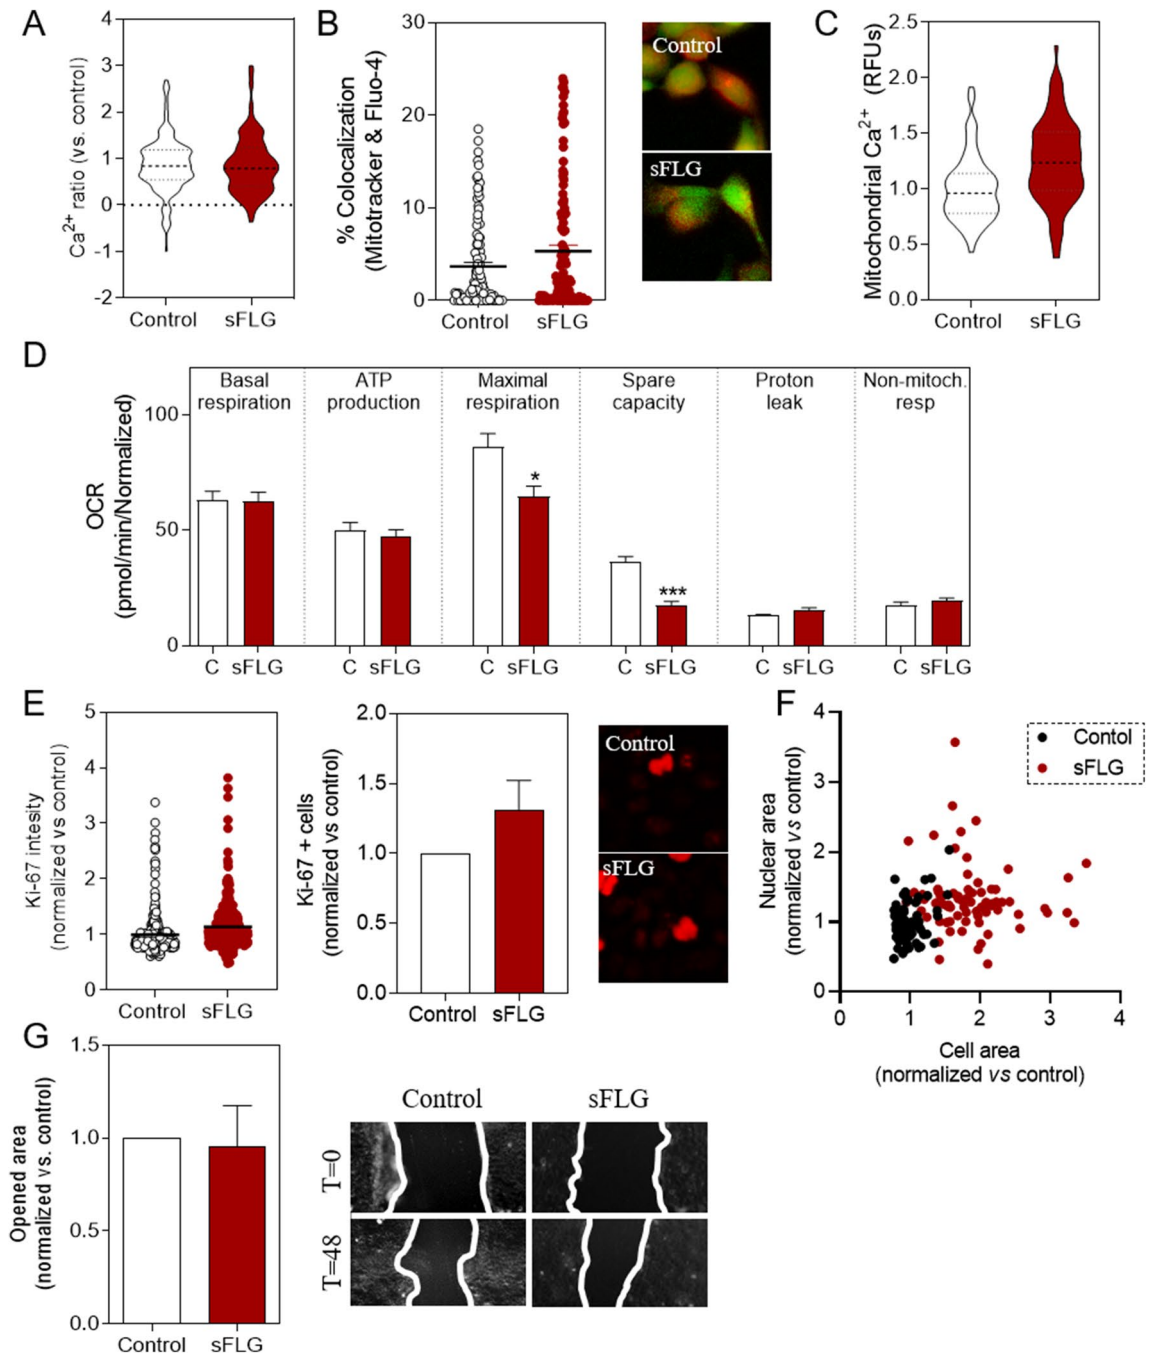 A
Ca2+ ratio (vs. control)
4
3
2
1
0
-1
-2
Control
sFLG
B
% Colocalization
(Mitotracker & Fluo-4)
30
20
10
0
Control
sFLG
Control
sFLG
C
Mitochondrial Ca2+ (RFUs)
2.5
2.0
1.5
1.0
0.5
0.0
Control
sFLG
D
OCR
(pmol/min/Normalized)
100
50
0
Basal
respiration
ATP
production
Maximal
respiration
Spare
capacity
Proton
leak
Non-mitoch.
resp
*
***
C sFLG
C sFLG
C sFLG
C sFLG
C sFLG
C sFLG
E
Ki-67 intesity
(normalized vs control)
5
4
3
2
1
0
Control
sFLG
Ki-67 + cells
(normalized vs control)
2.0
1.5
1.0
0.5
0.0
Control
sFLG
Control
sFLG
F
Nuclear area
(normalized vs control)
4
3
2
1
0
Contol
sFLG
0
1
2
3
4
Cell area
(normalized vs control)
G
Opened area
(normalized vs. control)
1.5
1.0
0.5
0.0
Control
sFLG
Control
sFLG
T=0
T=48